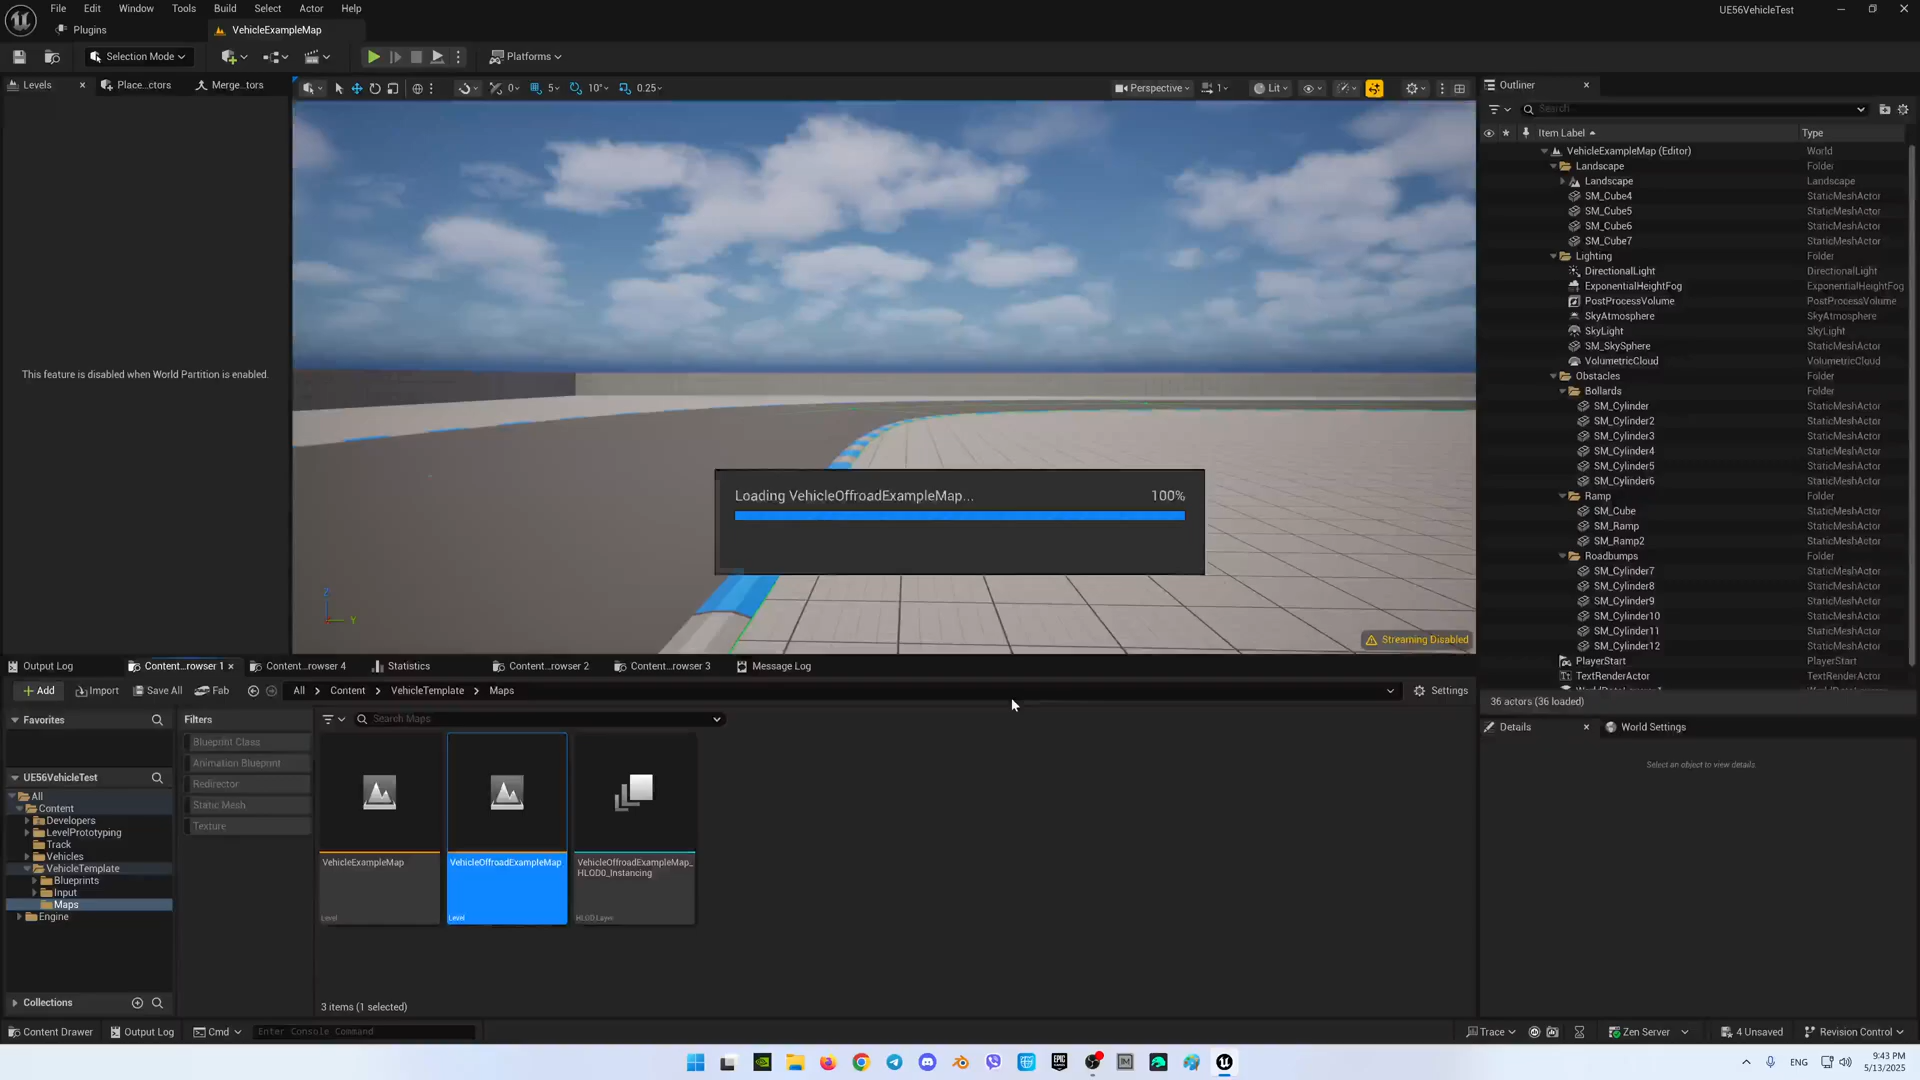 File Edit Window Tools Build Select Actor Help
UE56VehicleTest
Plugins
VehicleExampleMap
Selection Mode
Platforms
Levels
Place...ctors
Merge...tors
0
5
10°
0.25
Perspective
1
Lit
Outliner
Search
Item Label
Type
VehicleExampleMap (Editor) World
Landscape Folder
Landscape Landscape
SM_Cube4 StaticMeshActor
SM_Cube5 StaticMeshActor
SM_Cube6 StaticMeshActor
SM_Cube7 StaticMeshActor
Lighting Folder
DirectionalLight DirectionalLight
ExponentialHeightFog ExponentialHeightFog
PostProcessVolume PostProcessVolume
SkyAtmosphere SkyAtmosphere
SkyLight SkyLight
SM_SkySphere StaticMeshActor
VolumetricCloud VolumetricCloud
Obstacles Folder
Bollards Folder
SM_Cylinder StaticMeshActor
SM_Cylinder2 StaticMeshActor
SM_Cylinder3 StaticMeshActor
SM_Cylinder4 StaticMeshActor
SM_Cylinder5 StaticMeshActor
SM_Cylinder6 StaticMeshActor
Ramp Folder
SM_Cube StaticMeshActor
SM_Ramp StaticMeshActor
SM_Ramp2 StaticMeshActor
Roadbumps Folder
SM_Cylinder7 StaticMeshActor
SM_Cylinder8 StaticMeshActor
SM_Cylinder9 StaticMeshActor
SM_Cylinder10 StaticMeshActor
SM_Cylinder11 StaticMeshActor
SM_Cylinder12 StaticMeshActor
PlayerStart PlayerStart
TextRenderActor TextRenderActor
36 actors (36 loaded)
Details
World Settings
Select an object to view details.
This feature is disabled when World Partition is enabled.
Loading VehicleOffroadExampleMap... 100%
Z
Y
Streaming Disabled
Output Log
Content...rowser 1
Content...rowser 4
Statistics
Content...rowser 2
Content...rowser 3
Message Log
Add Import Save All Fab
All > Content > VehicleTemplate > Maps
Settings
Favorites
Filters
Search Maps
Blueprint Class
Animation Blueprint
Redirector
Static Mesh
Texture
UE56VehicleTest
All
Content
Developers
LevelPrototyping
Track
Vehicles
VehicleTemplate
Blueprints
Input
Maps
Engine
VehicleExampleMap
Level
VehicleOffroadExampleMap
Level
VehicleOffroadExampleMap_
HLOD0_Instancing
HLOD Layer
3 items (1 selected)
Collections
Content Drawer
Output Log
Cmd
Enter Console Command
Trace
Zen Server
4 Unsaved
Revision Control
EPIC
ENG
9:43 PM
5/13/2025